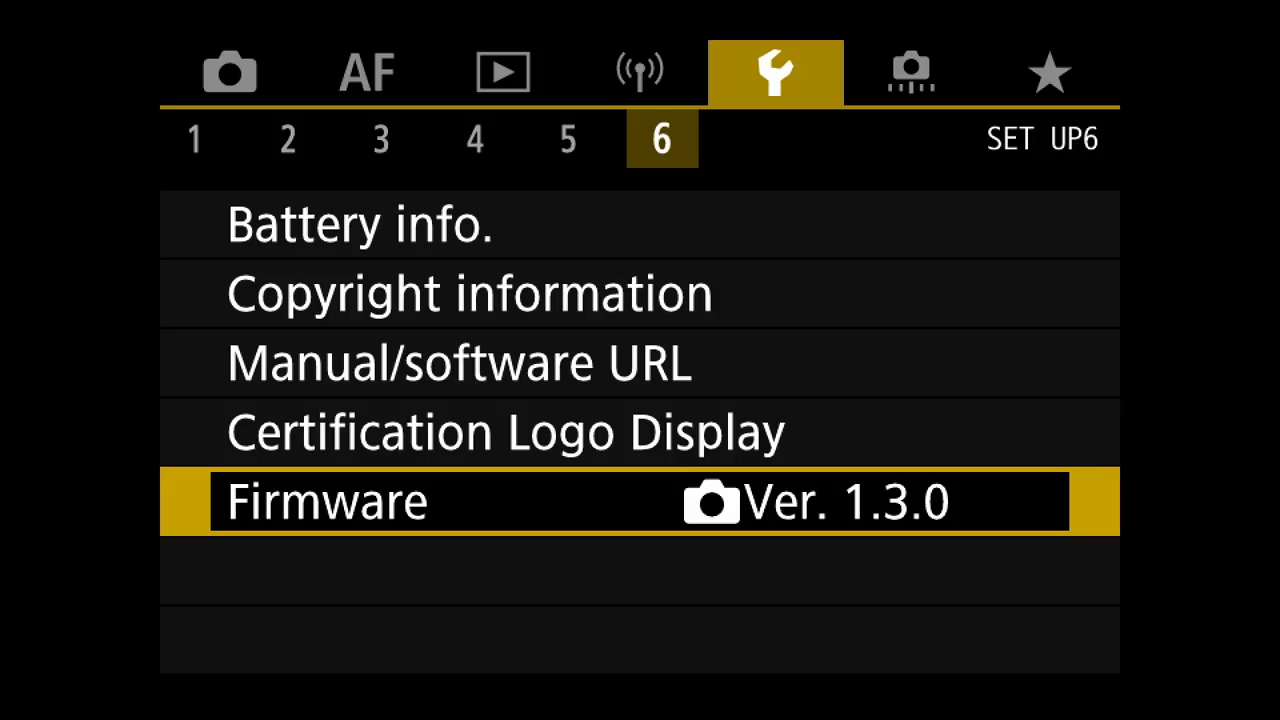 AF
1 2 3 4 5 6 SET UP6
Battery info.
Copyright information
Manual/software URL
Certification Logo Display
Firmware Ver. 1.3.0